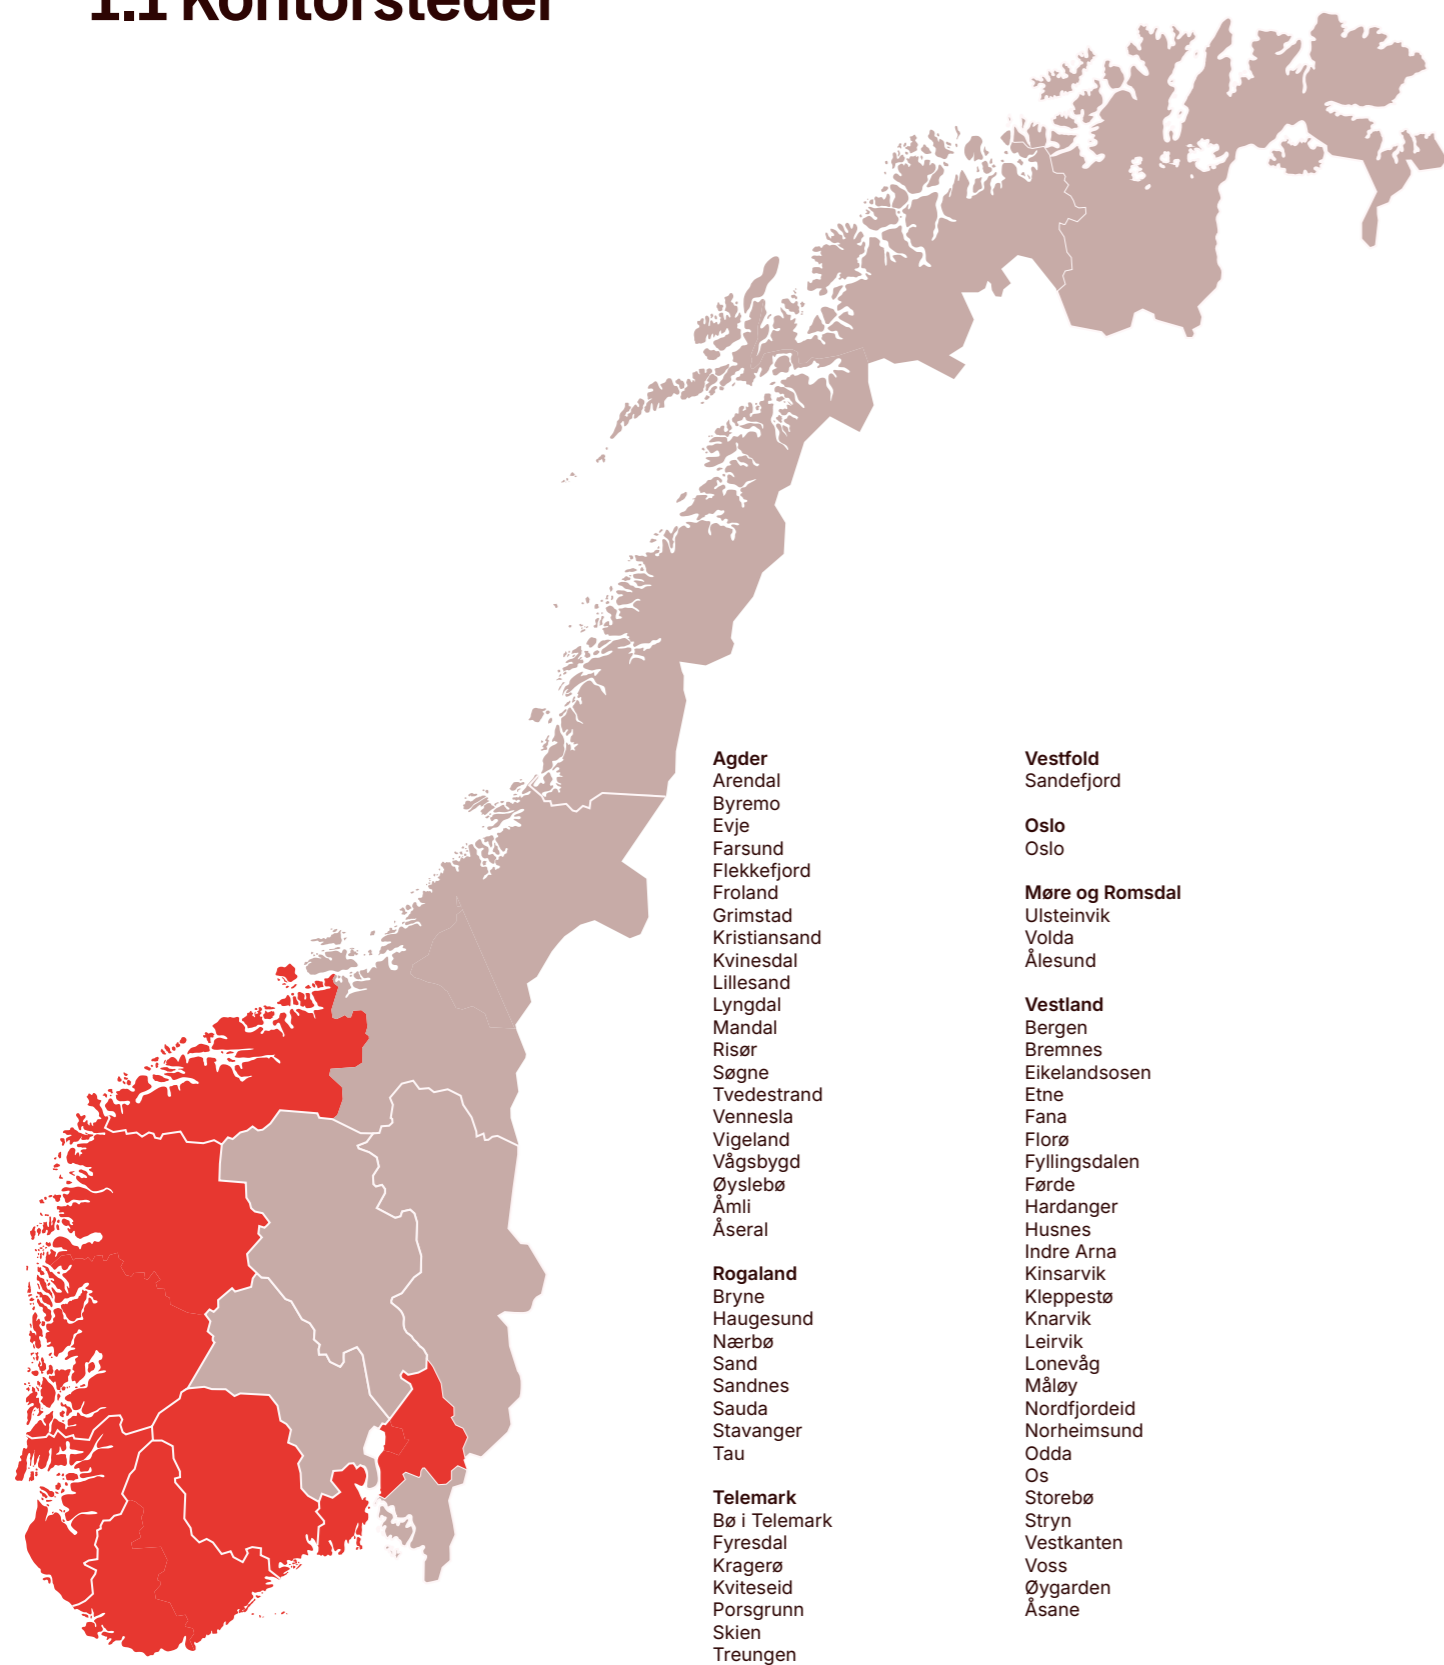 1.1 Kontorsteder
Agder
Arendal
Byremo
Evje
Farsund
Flekkefjord
Froland
Grimstad
Kristiansand
Kvinesdal
Lillesand
Lyngdal
Mandal
Risør
Søgne
Tvedestrand
Vennesla
Vigeland
Vågsbygd
Øyslebø
Åmli
Åseral
Rogaland
Bryne
Haugesund
Nærbø
Sand
Sandnes
Sauda
Stavanger
Tau
Telemark
Bø i Telemark
Fyresdal
Kragerø
Kviteseid
Porsgrunn
Skien
Treungen
Vestfold
Sandefjord
Oslo
Oslo
Møre og Romsdal
Ulsteinvik
Volda
Ålesund
Vestland
Bergen
Bremnes
Eikelandsosen
Etne
Fana
Florø
Fyllingsdalen
Førde
Hardanger
Husnes
Indre Arna
Kinsarvik
Kleppestø
Knarvik
Leirvik
Lonevåg
Måløy
Nordfjordeid
Norheimsund
Odda
Os
Storebø
Stryn
Vestkanten
Voss
Øygarden
Åsane